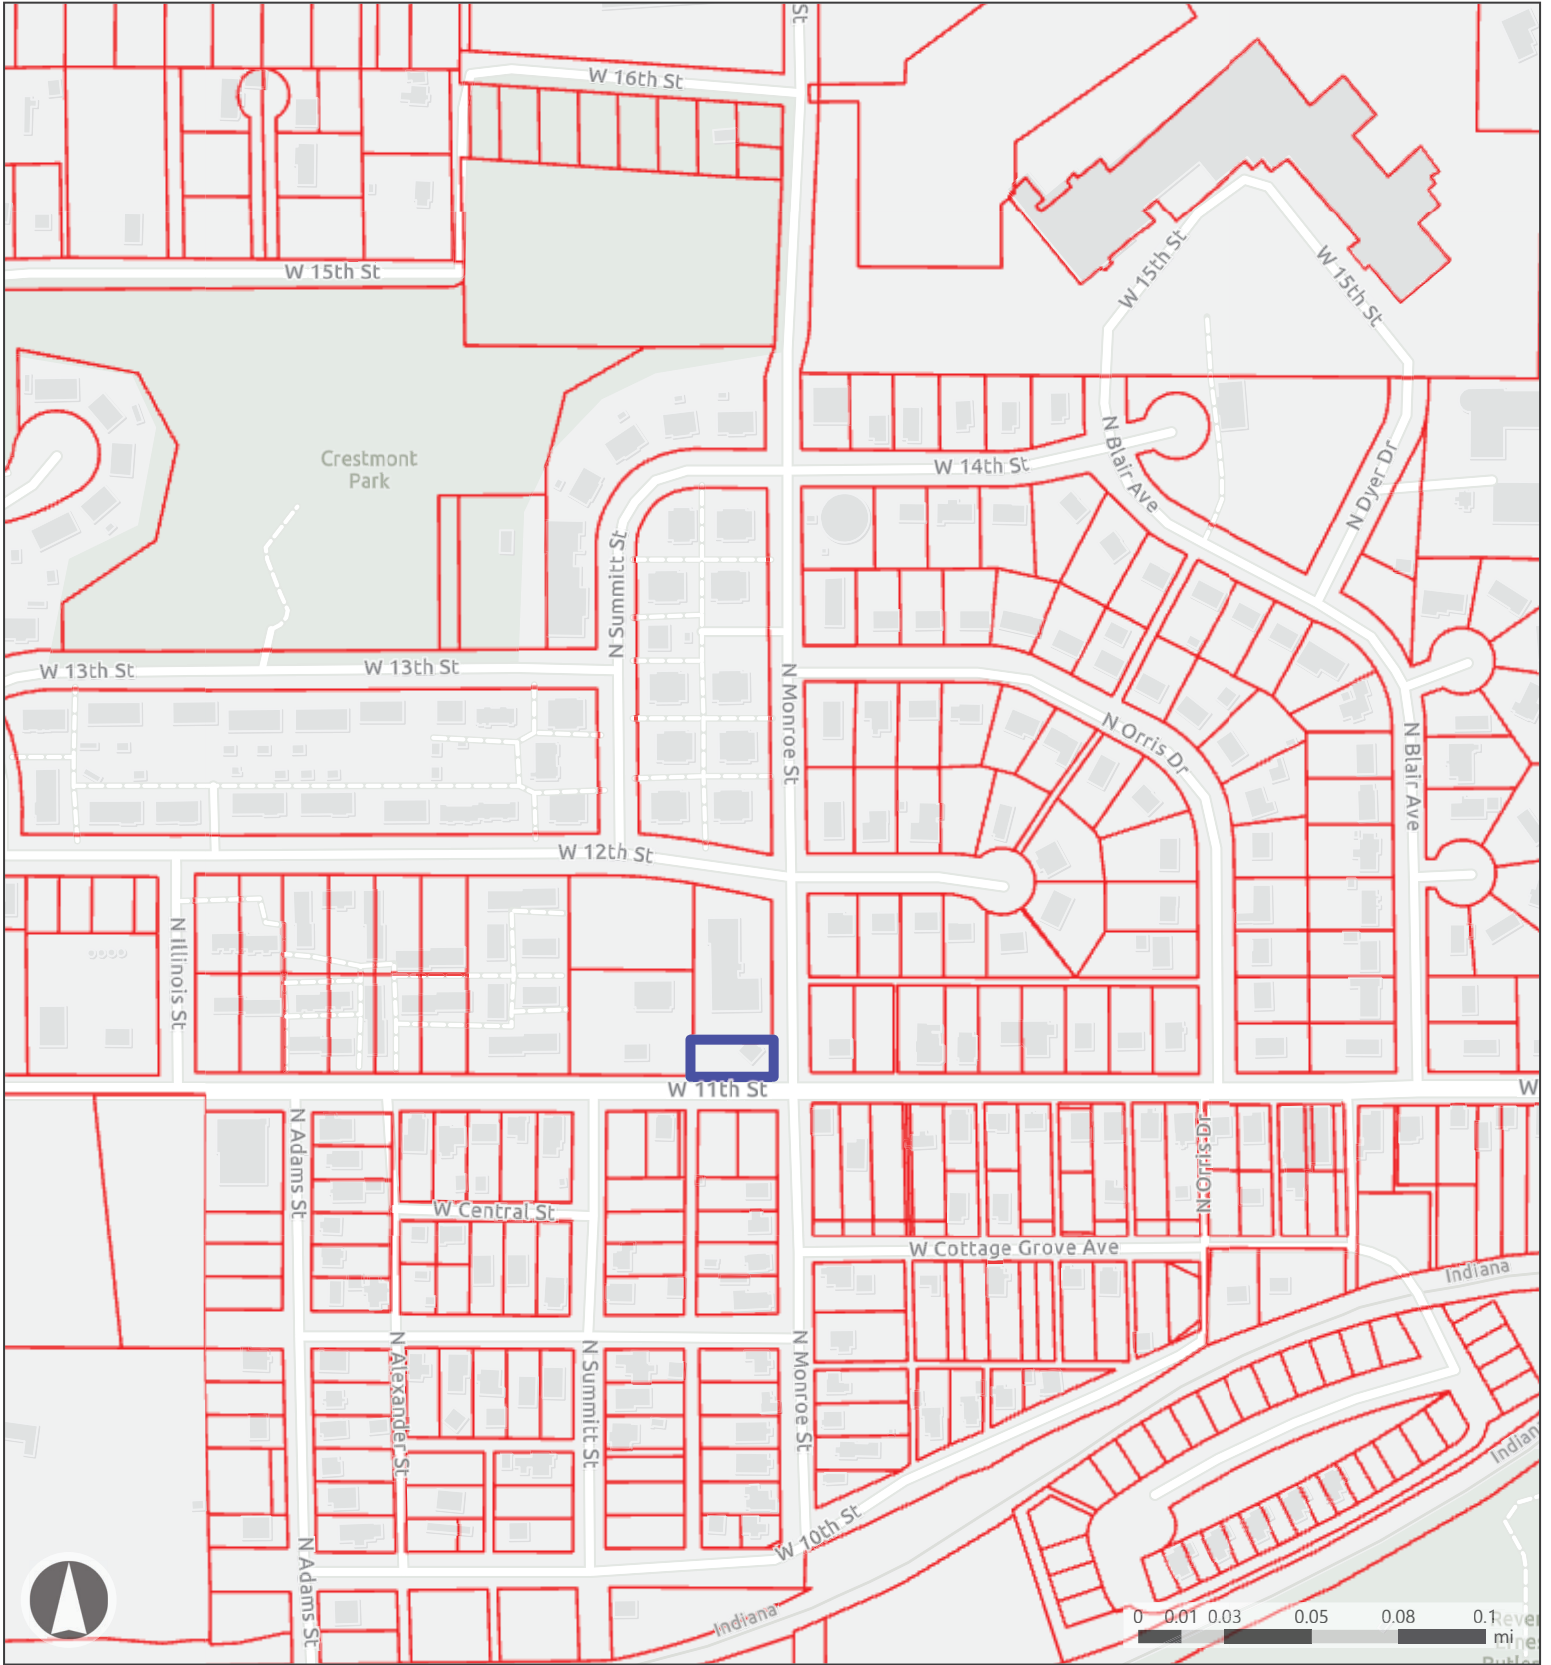 St
W 16th St
W 15th St
W 15th St
W 15th St
Crestmont
Park
W 14th St
N Blair Ave
N Dyer Dr
N Summitt St
W 13th St
W 13th St
N Monroe St
N Orris Dr
N Blair Ave
W 12th St
N Illinois St
W 11th St
W
N Adams St
N Orris Dr
W Central St
W Cottage Grove Ave
Indiana
N Alexander St
N Summitt St
N Monroe St
Indian
W 10th St
N Adams St
Indiana
0 0.01 0.03 0.05 0.08 0.1
mi